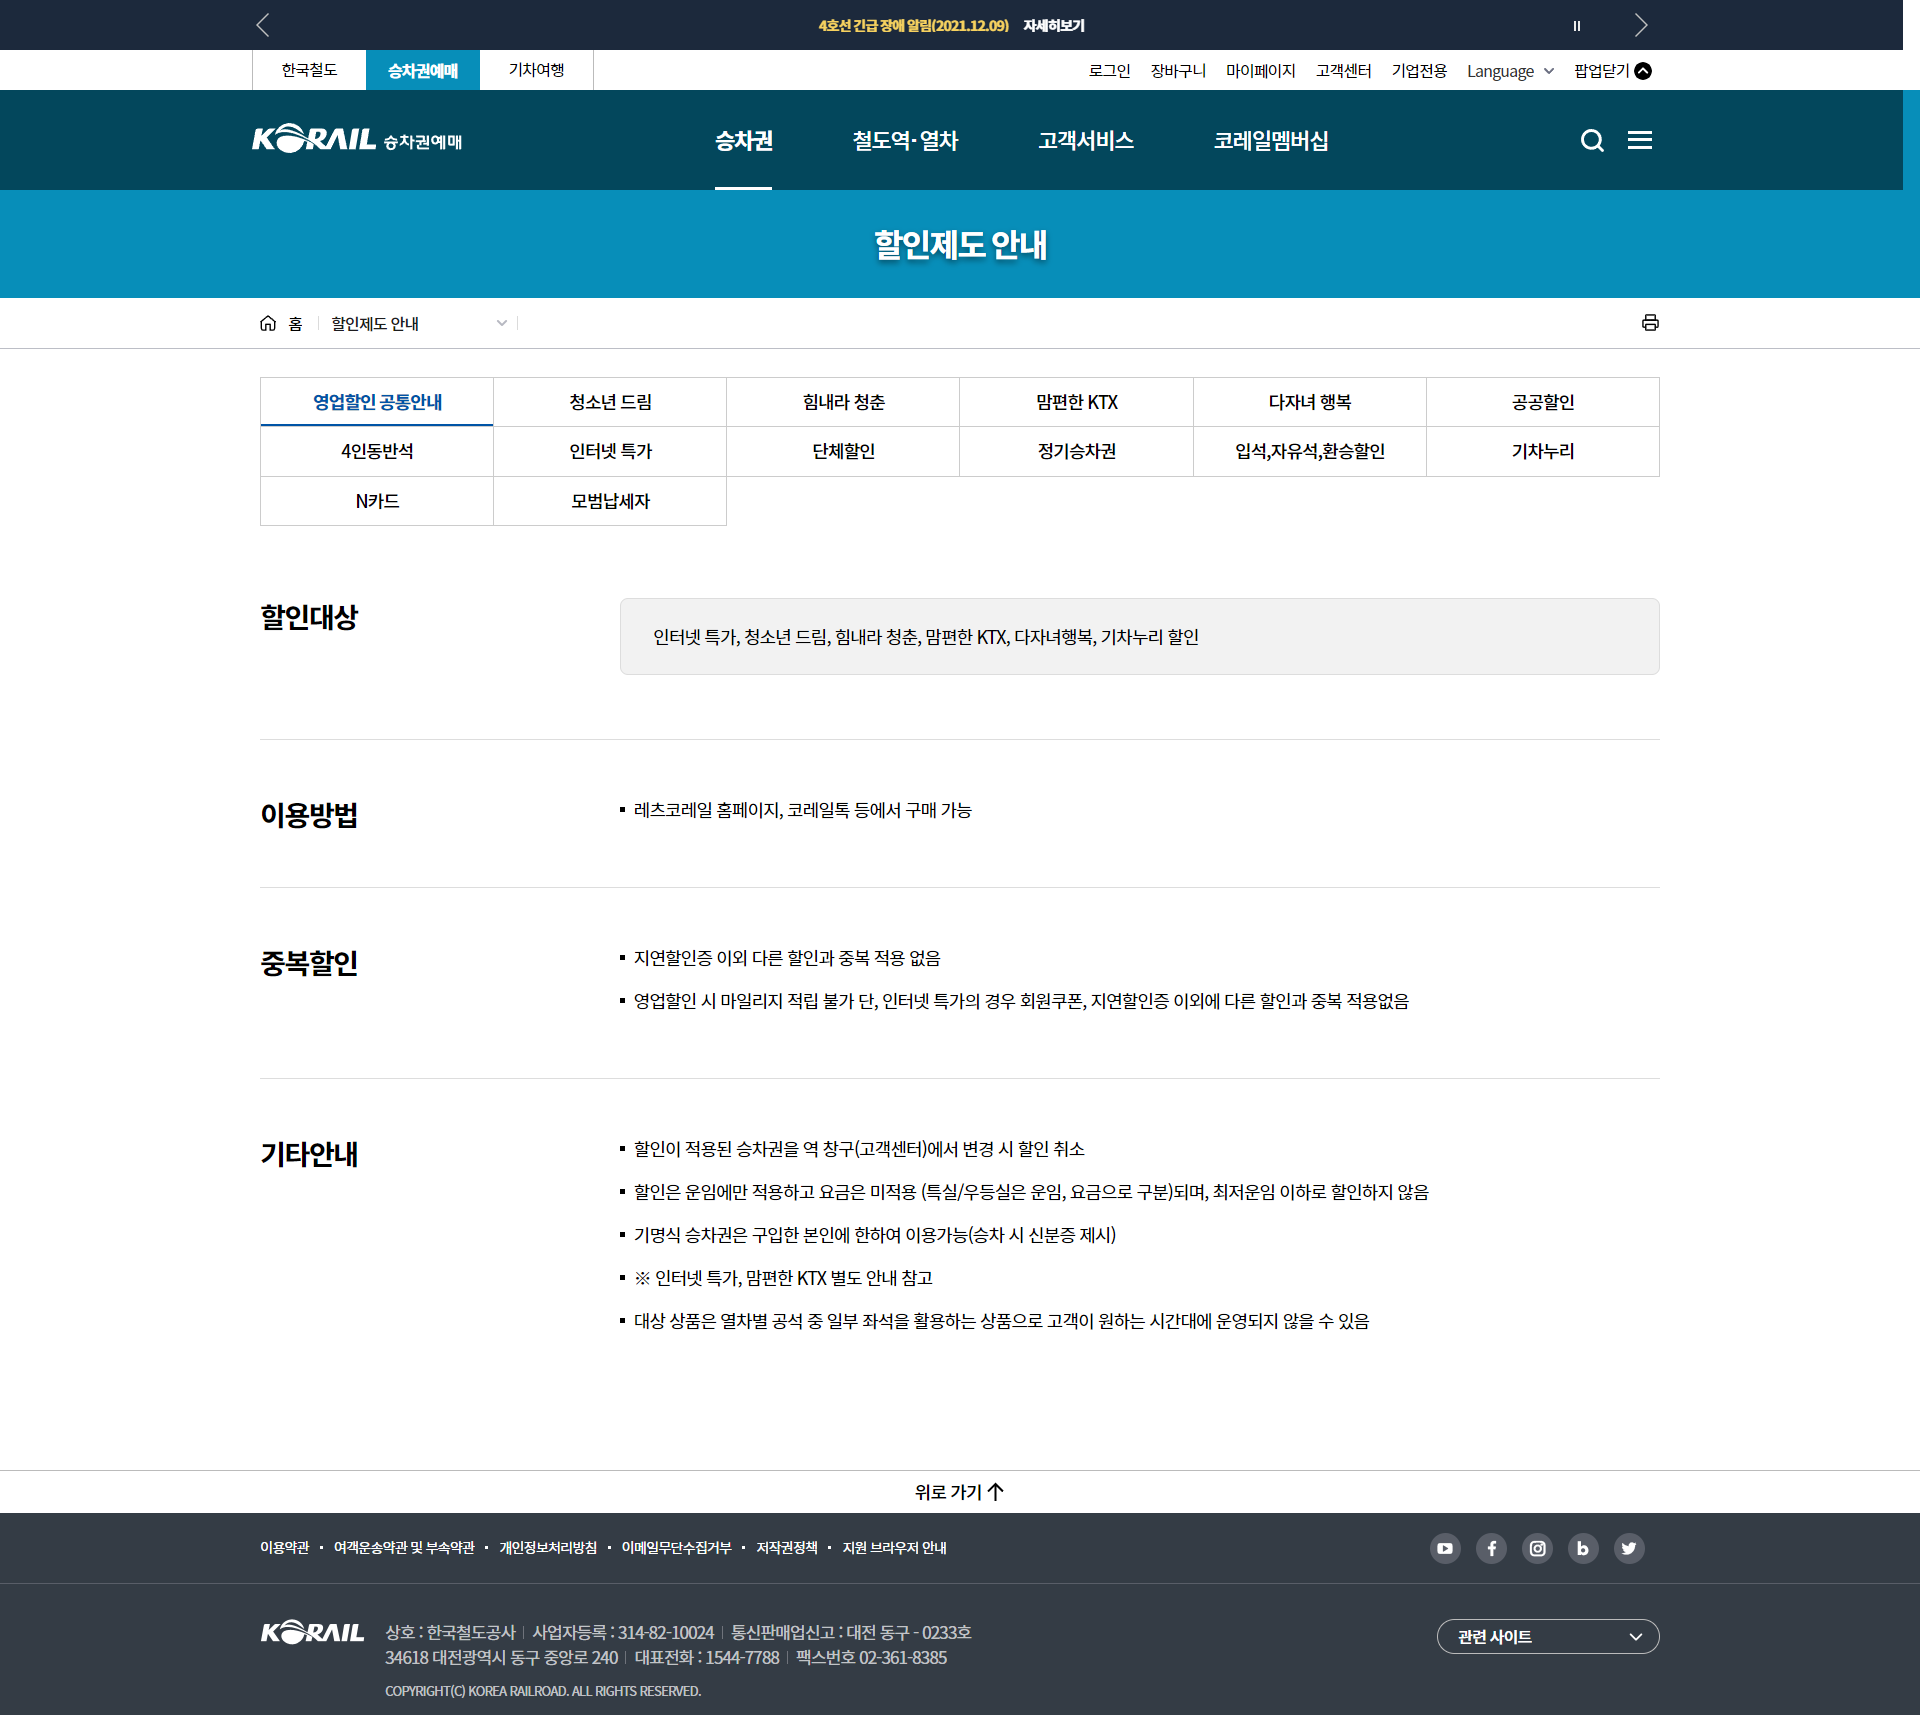 4호선 긴급 장애 알림(2021.12.09) 자세히보기
한국철도 승차권예매 기차여행
로그인 장바구니 마이페이지 고객센터 기업전용 Language 팝업닫기
KORAIL 승차권예매
승차권 철도역·열차 고객서비스 코레일멤버십
할인제도 안내
홈 할인제도 안내
영업할인 공통안내 청소년 드림 힘내라 청춘 맘편한 KTX 다자녀 행복 공공할인
4인동반석 인터넷 특가 단체할인 정기승차권 입석,자유석,환승할인 기차누리
N카드 모범납세자
할인대상
인터넷 특가, 청소년 드림, 힘내라 청춘, 맘편한 KTX, 다자녀행복, 기차누리 할인
이용방법
레츠코레일 홈페이지, 코레일톡 등에서 구매 가능
중복할인
지연할인증 이외 다른 할인과 중복 적용 없음
영업할인 시 마일리지 적립 불가 단, 인터넷 특가의 경우 회원쿠폰, 지연할인증 이외에 다른 할인과 중복 적용없음
기타안내
할인이 적용된 승차권을 역 창구(고객센터)에서 변경 시 할인 취소
할인은 운임에만 적용하고 요금은 미적용 (특실/우등실은 운임, 요금으로 구분)되며, 최저운임 이하로 할인하지 않음
기명식 승차권은 구입한 본인에 한하여 이용가능(승차 시 신분증 제시)
※ 인터넷 특가, 맘편한 KTX 별도 안내 참고
대상 상품은 열차별 공석 중 일부 좌석을 활용하는 상품으로 고객이 원하는 시간대에 운영되지 않을 수 있음
위로 가기
이용약관 여객운송약관 및 부속약관 개인정보처리방침 이메일무단수집거부 저작권정책 지원 브라우저 안내
KORAIL
상호 : 한국철도공사 사업자등록 : 314-82-10024 통신판매업신고 : 대전 동구 - 0233호
34618 대전광역시 동구 중앙로 240 대표전화 : 1544-7788 팩스번호 02-361-8385
COPYRIGHT(C) KOREA RAILROAD. ALL RIGHTS RESERVED.
관련 사이트